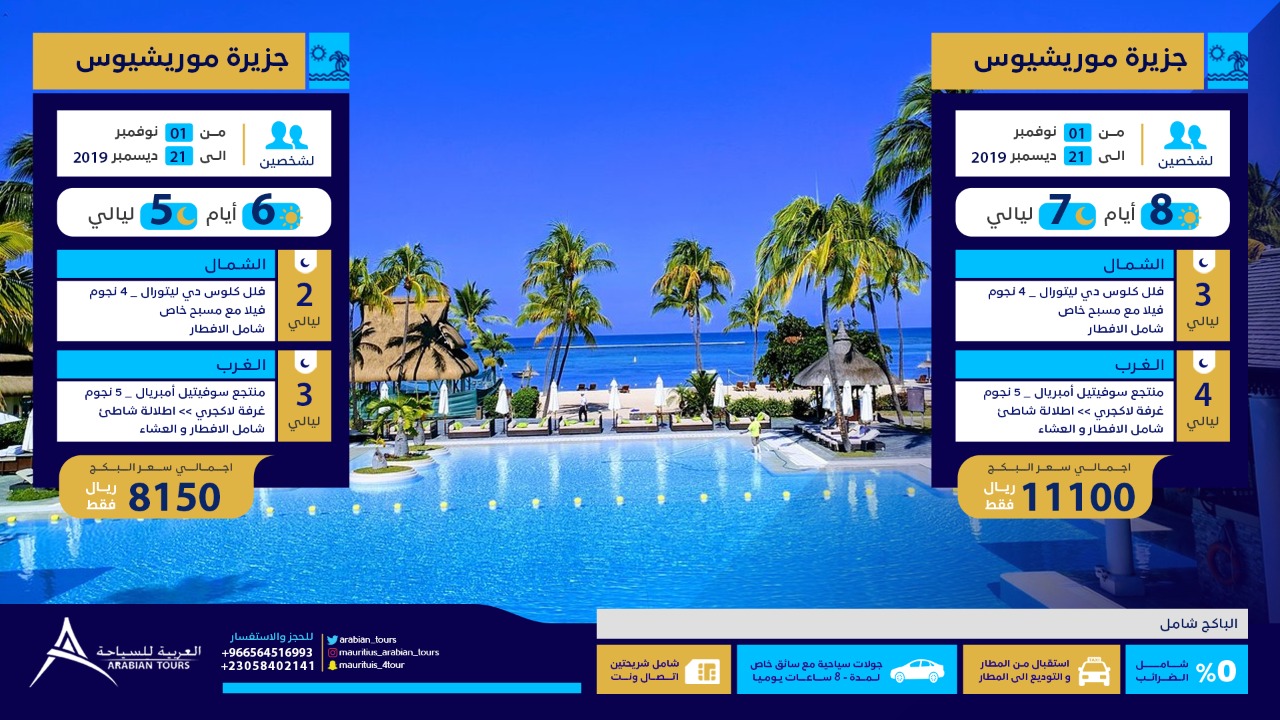 جزيرة موريشيوس
لشخصين
من 01 نوفمبر
الى 21 ديسمبر 2019
8 أيام 7 ليالي
3 ليالي
الشمال
فلل كلوس دي ليتورال _ 4 نجوم
فيلا مع مسبح خاص
شامل الافطار
4 ليالي
الغرب
منتجع سوفيتيل أمبريال _ 5 نجوم
غرفة لاكجري >> اطلالة شاطئ
شامل الافطار و العشاء
اجمالي سعر البكج
11100 ريال فقط
جزيرة موريشيوس
لشخصين
من 01 نوفمبر
الى 21 ديسمبر 2019
6 أيام 5 ليالي
2 ليالي
الشمال
فلل كلوس دي ليتورال _ 4 نجوم
فيلا مع مسبح خاص
شامل الافطار
3 ليالي
الغرب
منتجع سوفيتيل أمبريال _ 5 نجوم
غرفة لاكجري >> اطلالة شاطئ
شامل الافطار و العشاء
اجمالي سعر البكج
8150 ريال فقط
الباكج شامل
%0 شامل
الضرائب
استقبال من المطار
و التوديع الى المطار
جولات سياحية مع سائق خاص
لمدة - 8 ساعات يوميا
شامل شريحتين
اتصال ونت
arabian_tours
mauritius_arabian_tours
maurituis_4tour
للحجز والاستفسار
+966564516993
+23058402141
العربية للسياحة
ARABIAN TOURS